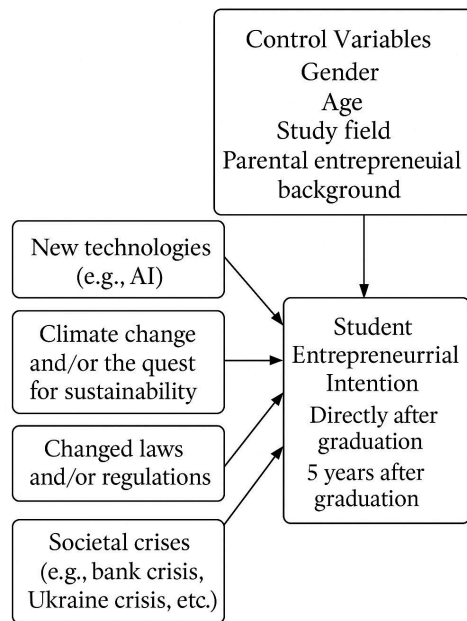 Control Variables
Gender
Age
Study field
Parental entrepreneuial
background
New technologies
(e.g., AI)
Climate change
and/or the quest
for sustainability
Changed laws
and/or regulations
Societal crises
(e.g., bank crisis,
Ukraine crisis, etc.)
Student
Entrepreneurrial
Intention
Directly after
graduation
5 years after
graduation